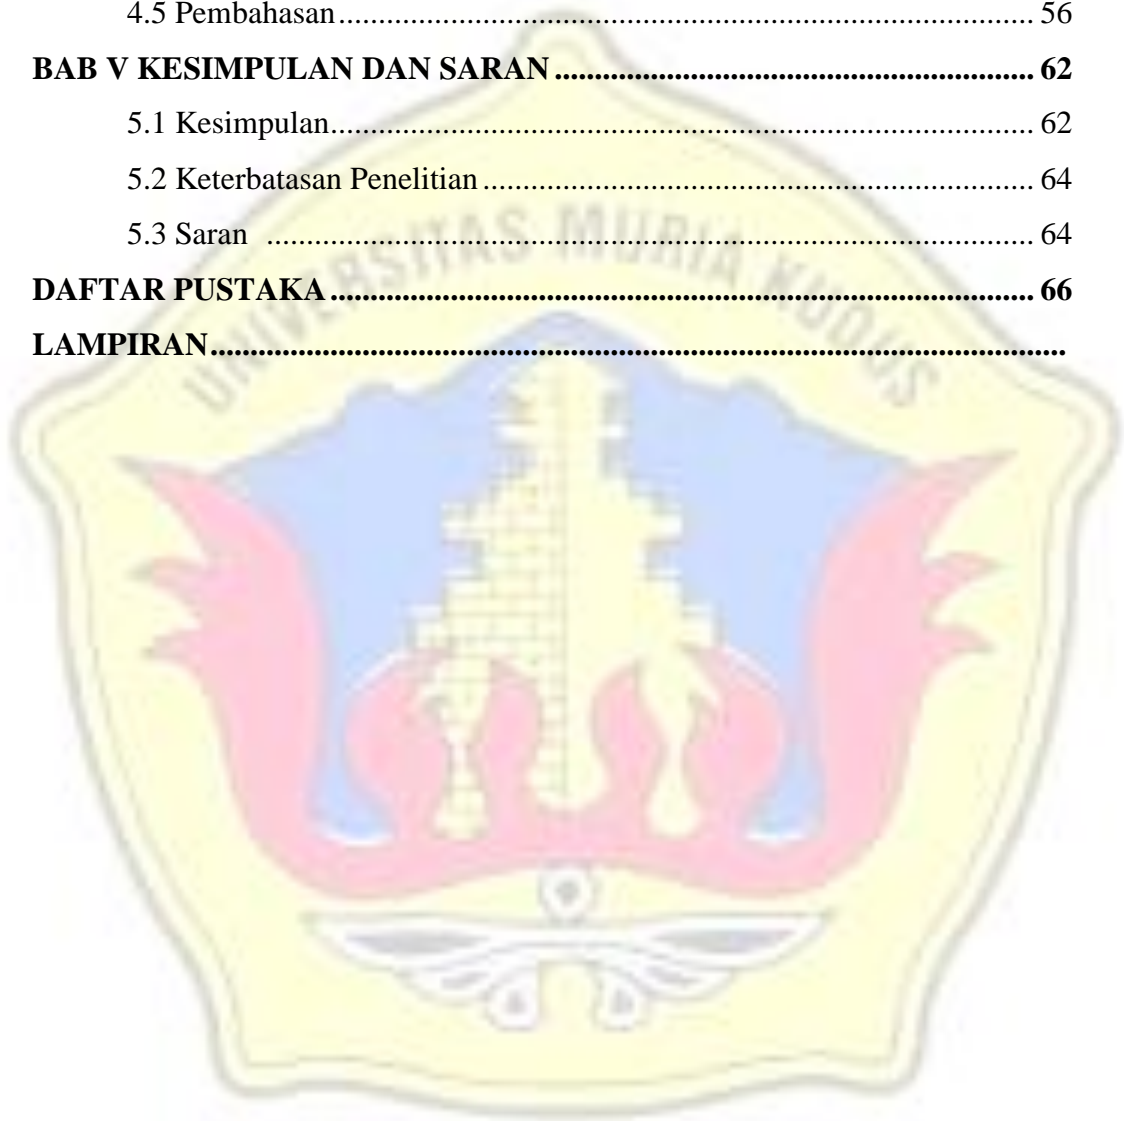 4.5 Pembahasan.................................................................................... 56
BAB V KESIMPULAN DAN SARAN........................................................... 62
5.1 Kesimpulan..................................................................................... 62
5.2 Keterbatasan Penelitian................................................................... 64
5.3 Saran .............................................................................................. 64
DAFTAR PUSTAKA...................................................................................... 66
LAMPIRAN.........................................................................................................
UNIVERSITAS MURIA KUDUS